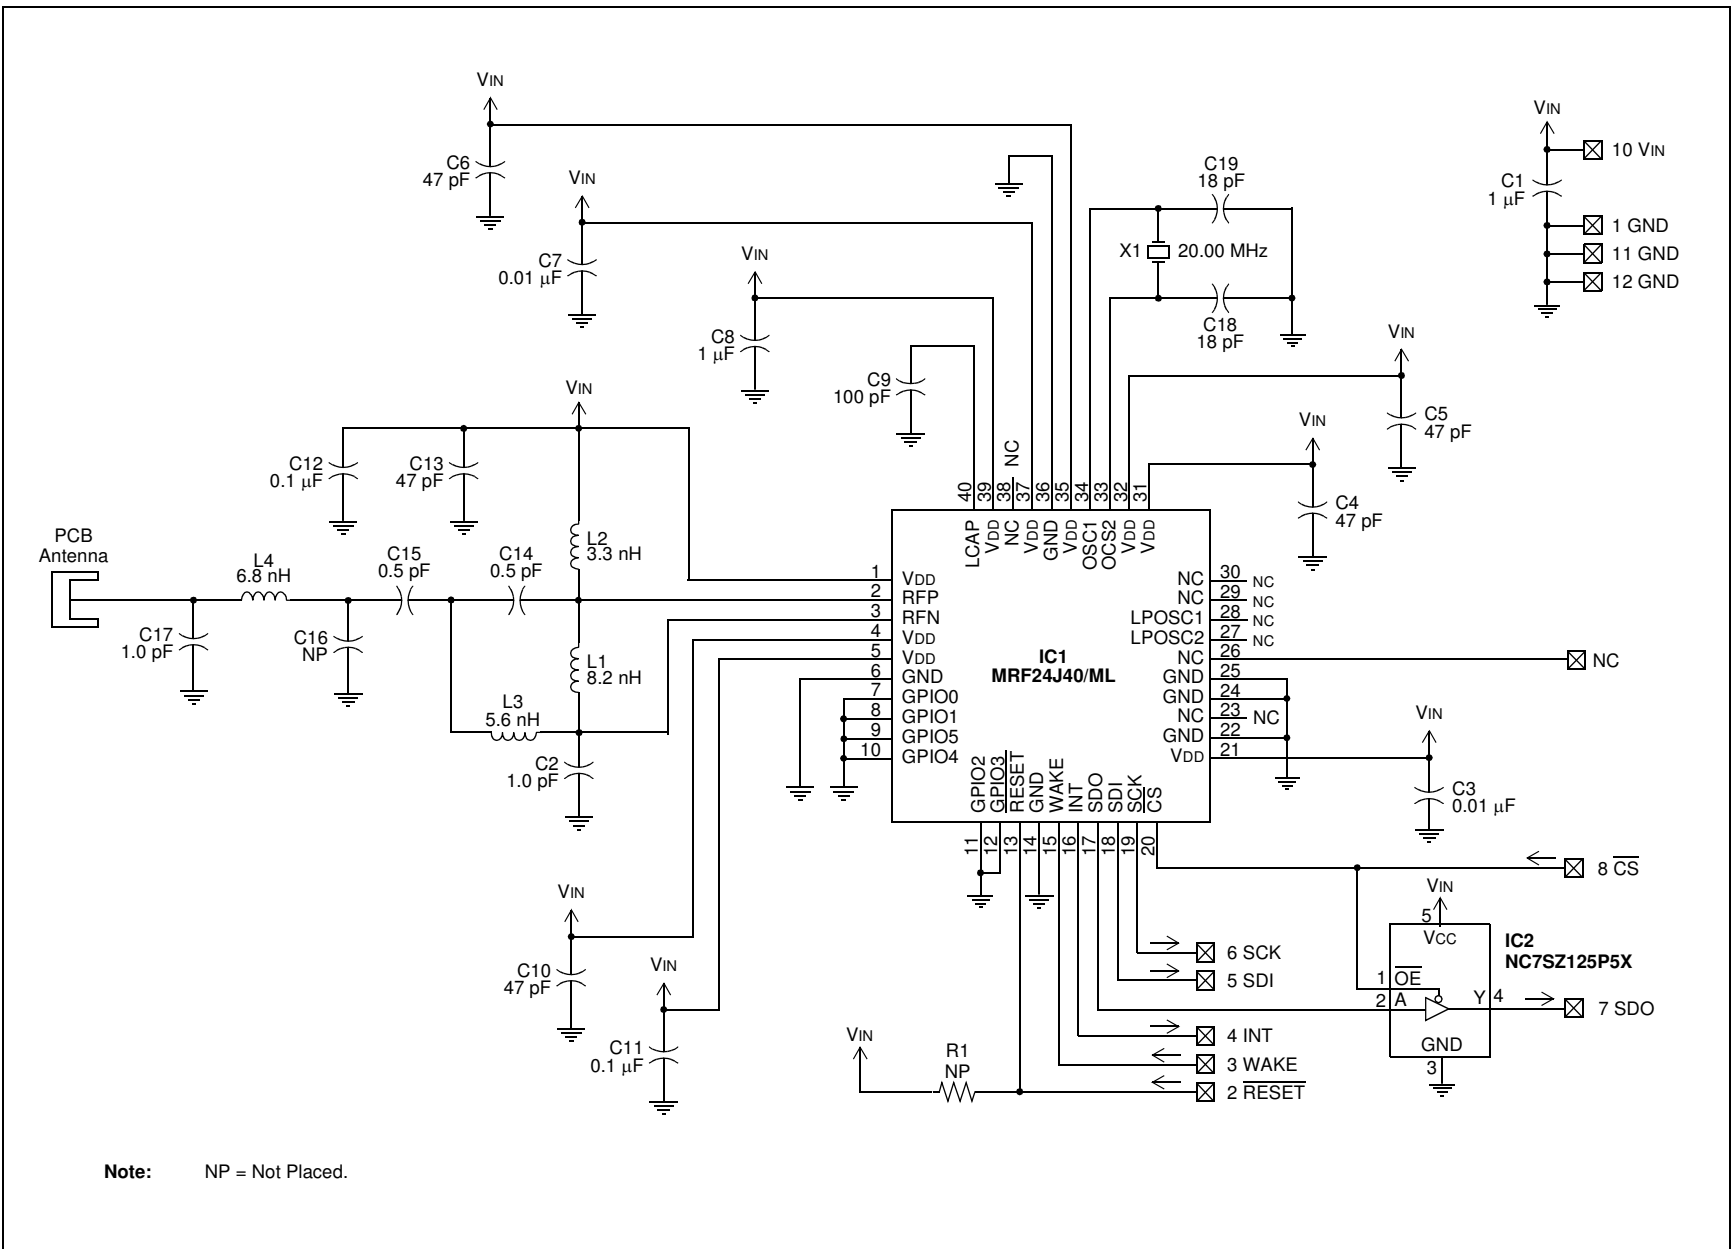 VIN
C6
47 pF
VIN
C7
0.01 µF
VIN
C8
1 µF
C9
100 pF
C19
18 pF
X1
20.00 MHz
C18
18 pF
VIN
10 VIN
C1
1 µF
1 GND
11 GND
12 GND
VIN
C5
47 pF
VIN
C4
47 pF
VIN
C12
0.1 µF
C13
47 pF
L2
3.3 nH
PCB
Antenna
L4
6.8 nH
C15
0.5 pF
C14
0.5 pF
C17
1.0 pF
C16
NP
L1
8.2 nH
L3
5.6 nH
C2
1.0 pF
NC
40 39 38 37 36 35 34 33 32 31
LCAP VDD NC VDD GND VDD OSC1 OCS2 VDD VDD
1 VDD
2 RFP
3 RFN
4 VDD
5 VDD
6 GND
7 GPIO0
8 GPIO1
9 GPIO5
10 GPIO4
IC1
MRF24J40/ML
NC 30 NC
NC 29 NC
LPOSC1 28 NC
LPOSC2 27 NC
NC 26
NC
GND 25
GND 24
NC 23 NC
GND 22
VDD 21
GPIO2 GPIO3 RESET GND WAKE INT SDO SDI SCK CS
11 12 13 14 15 16 17 18 19 20
VIN
C3
0.01 µF
8 CS
VIN
5
VCC
IC2
NC7SZ125P5X
1 OE
2 A
Y 4
7 SDO
GND
3
VIN
C10
47 pF
VIN
C11
0.1 µF
6 SCK
5 SDI
4 INT
3 WAKE
2 RESET
VIN
R1
NP
Note: NP = Not Placed.